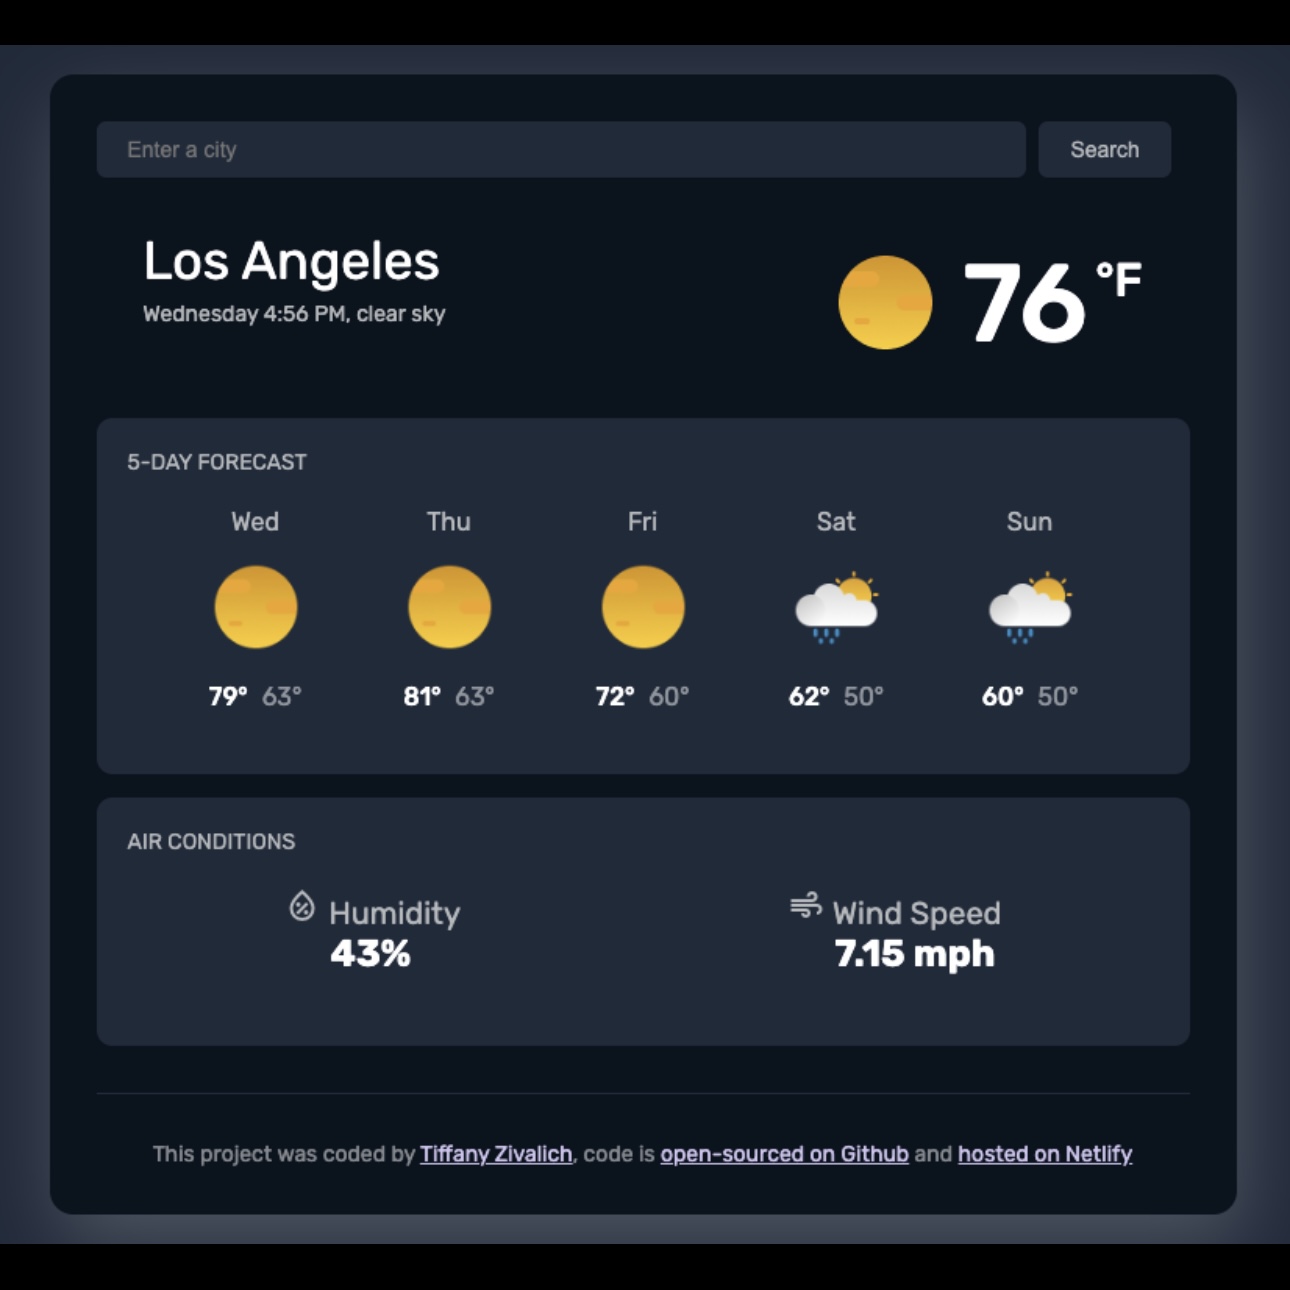 Enter a city
Search
Los Angeles
Wednesday 4:56 PM, clear sky
76 °F
5-DAY FORECAST
Wed Thu Fri Sat Sun
79° 63° 81° 63° 72° 60° 62° 50° 60° 50°
AIR CONDITIONS
Humidity
43%
Wind Speed
7.15 mph
This project was coded by Tiffany Zivalich, code is open-sourced on Github and hosted on Netlify